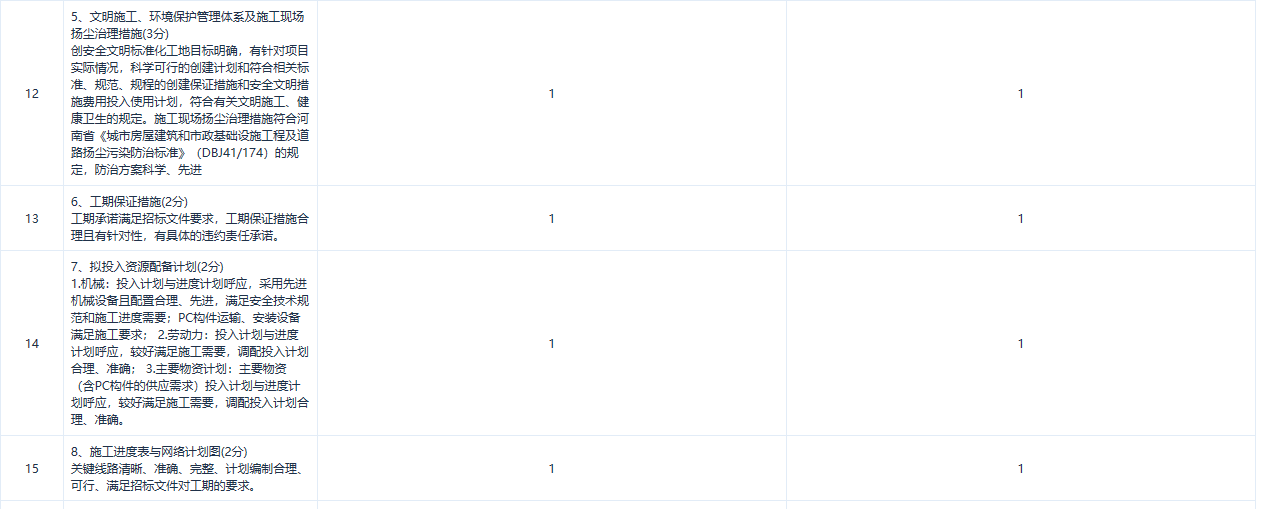 5、文明施工、环境保护管理体系及施工现场
扬尘治理措施(3分)
创安全文明标准化工地目标明确，有针对项目
实际情况，科学可行的创建计划和符合相关标
准、规范、规程的创建保证措施和安全文明措
施费用投入使用计划，符合有关文明施工、健
康卫生的规定。施工现场扬尘治理措施符合河
南省《城市房屋建筑和市政基础设施工程及道
路扬尘污染防治标准》（DBJ41/174）的规
定，防治方案科学、先进
12
1
1
6、工期保证措施(2分)
工期承诺满足招标文件要求，工期保证措施合
理且有针对性，有具体的违约责任承诺。
13
1
1
7、拟投入资源配备计划(2分)
1.机械：投入计划与进度计划呼应，采用先进
机械设备且配置合理、先进，满足安全技术规
范和施工进度需要；PC构件运输、安装设备
满足施工要求； 2.劳动力：投入计划与进度
计划呼应，较好满足施工需要，调配投入计划
合理、准确； 3.主要物资计划：主要物资
（含PC构件的供应需求）投入计划与进度计
划呼应，较好满足施工需要，调配投入计划合
理、准确。
14
1
1
8、施工进度表与网络计划图(2分)
关键线路清晰、准确、完整、计划编制合理、
可行、满足招标文件对工期的要求。
15
1
1